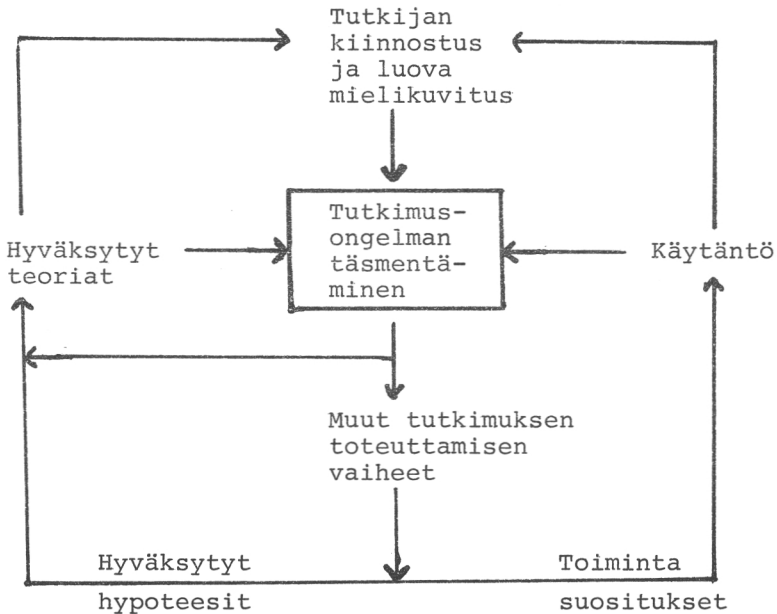 Tutkijan
kiinnostus
ja luova
mielikuvitus
Hyväksytyt
teoriat
Tutkimus-
ongelman
täsmentä-
minen
Käytäntö
Muut tutkimuksen
toteuttamisen
vaiheet
Hyväksytyt
hypoteesit
Toiminta
suositukset